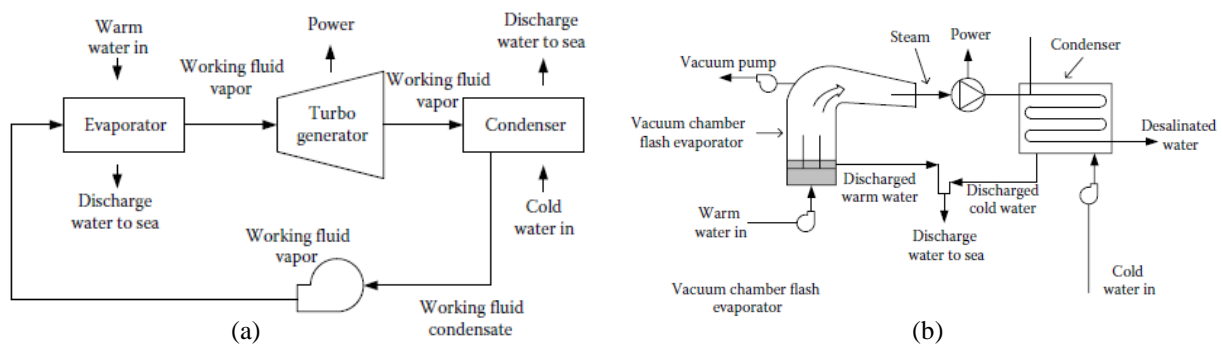 Warm
water in
Power
Discharge
water to sea
Working fluid
vapor
Working fluid
vapor
Evaporator
Turbo
generator
Condenser
Discharge
water to sea
Cold
water in
Working fluid
vapor
Working fluid
condensate
(a)
Steam
Power
Condenser
Vacuum pump
Vacuum chamber
flash evaporator
Desalinated
water
Discharged
warm water
Discharged
cold water
Warm
water in
Discharge
water to sea
Cold
water in
Vacuum chamber flash
evaporator
(b)